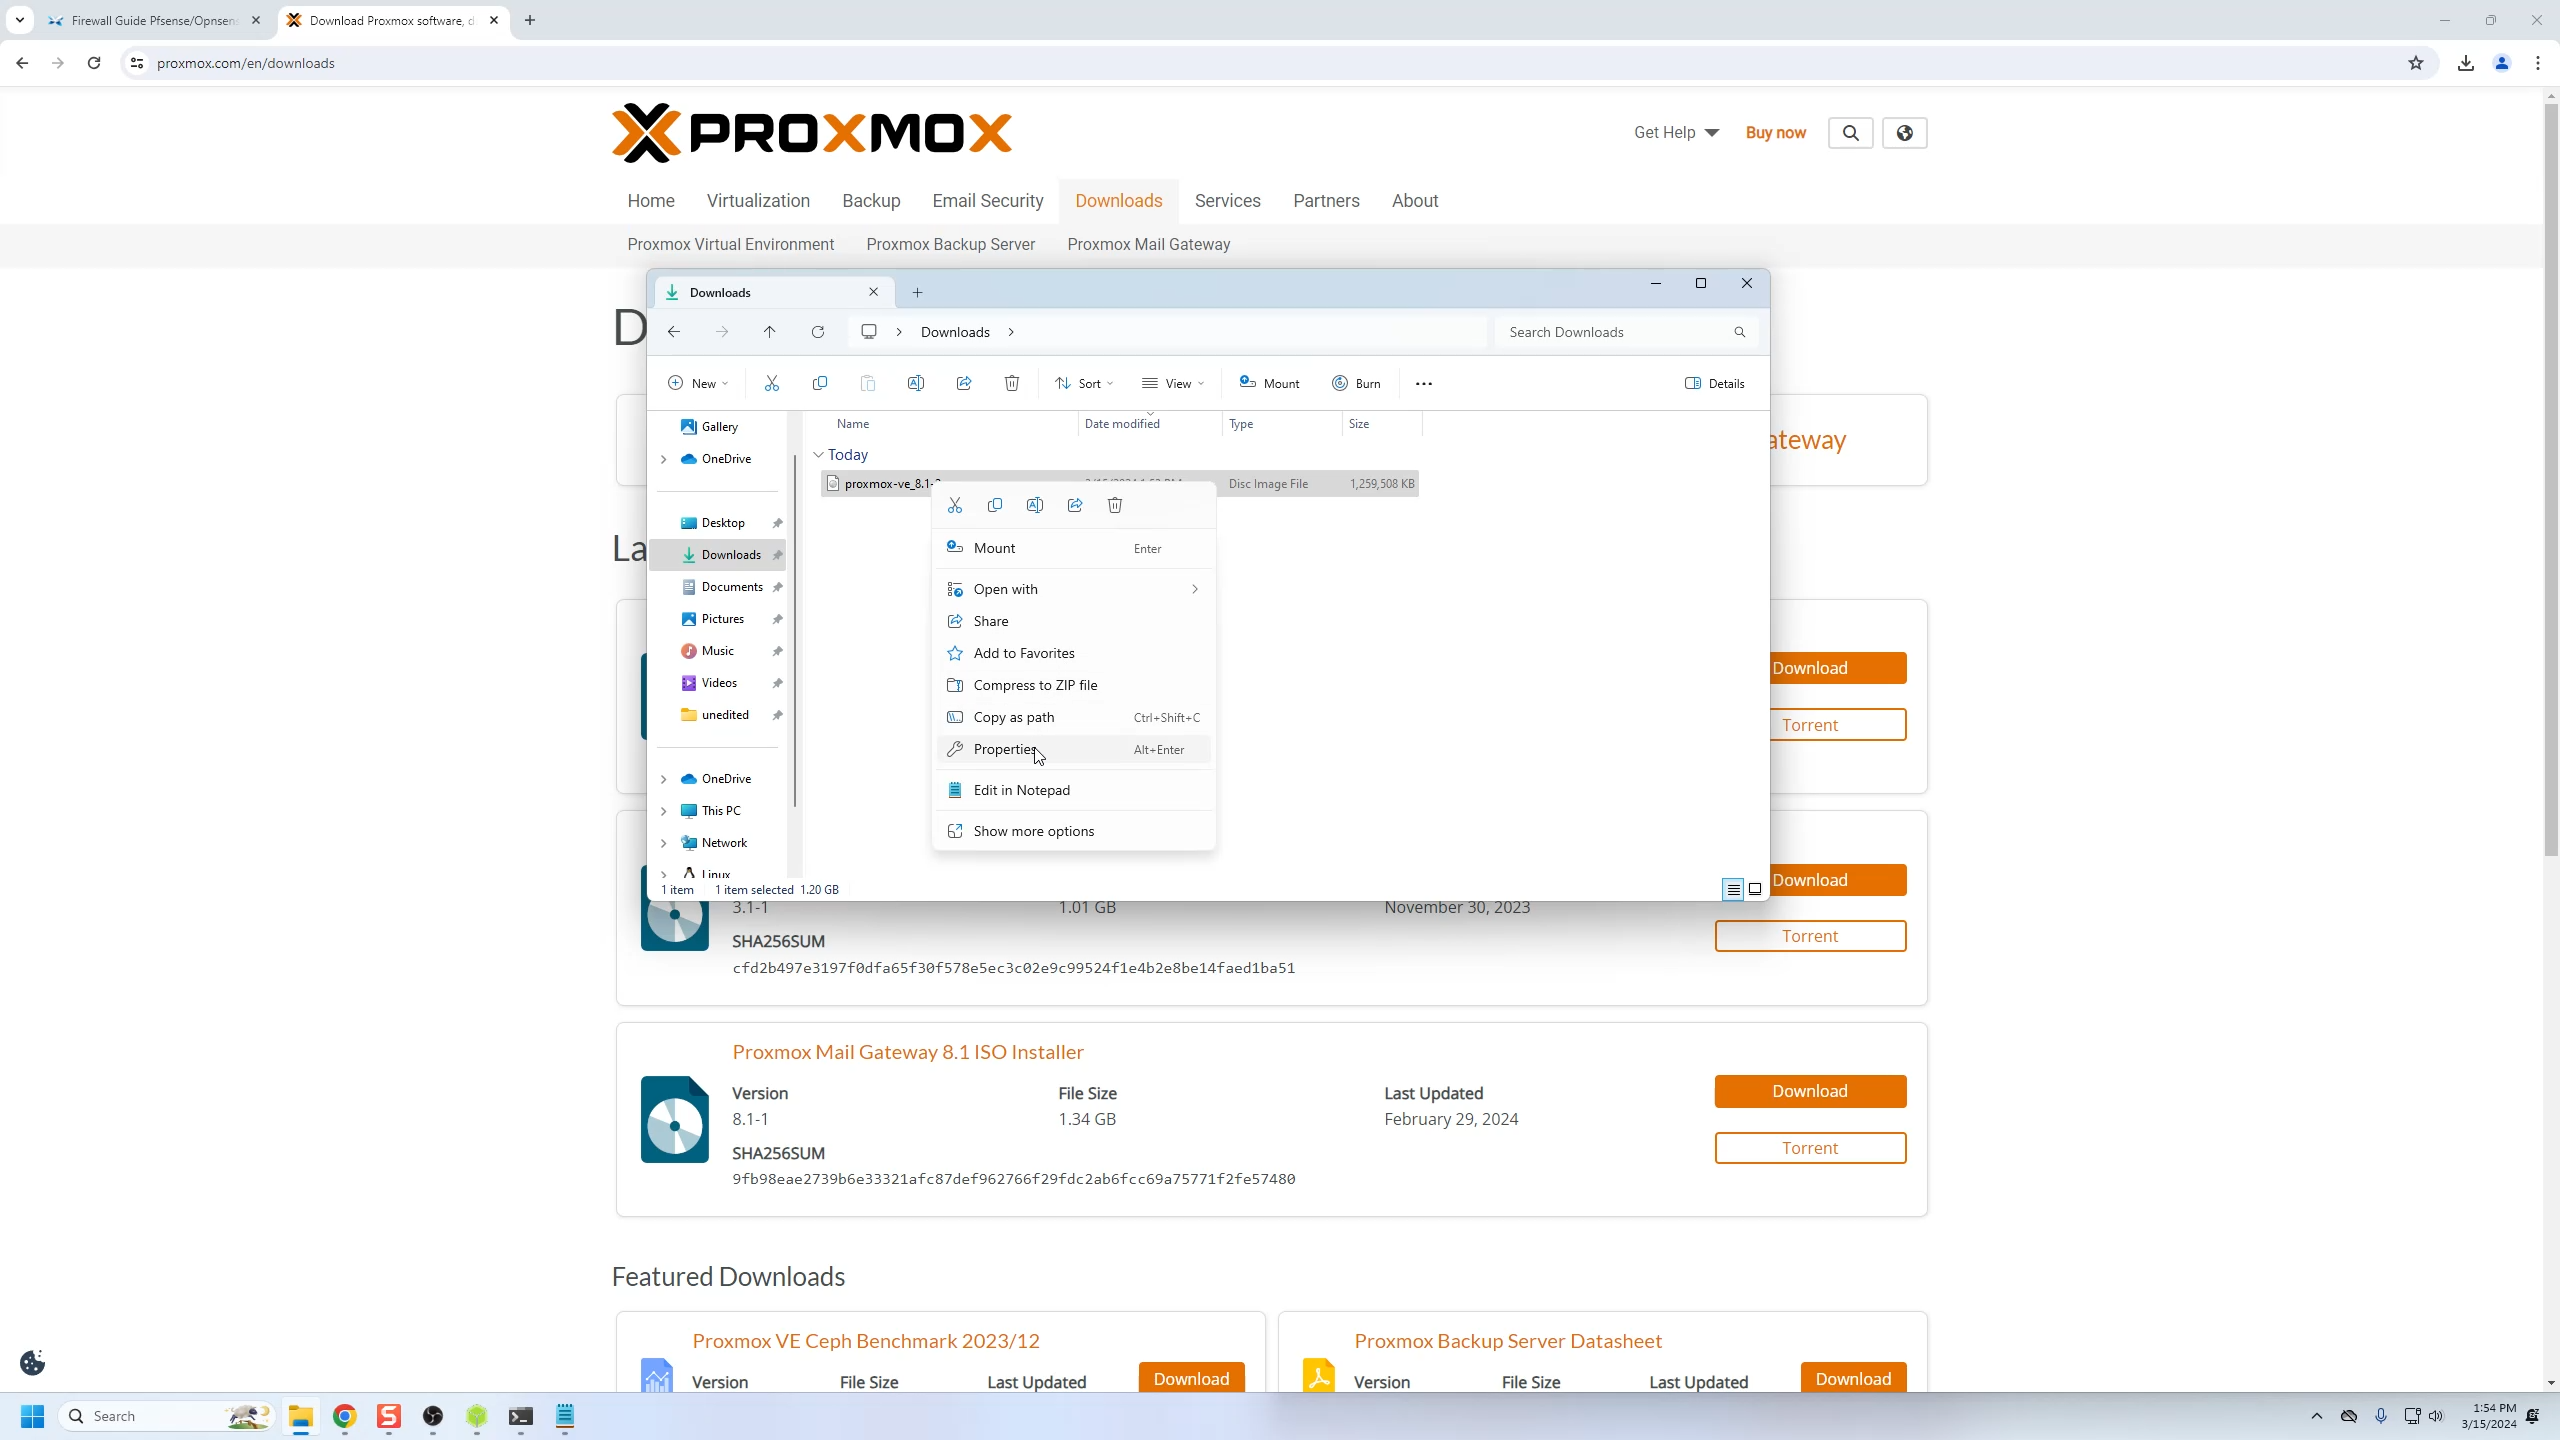 Firewall Guide Pfsense/Opnsens
Download Proxmox software, d
proxmox.com/en/downloads
PROXMOX
Get Help
Buy now
Home Virtualization Backup Email Security Downloads Services Partners About
Proxmox Virtual Environment Proxmox Backup Server Proxmox Mail Gateway
Downloads
Downloads
Search Downloads
New Sort View Mount Burn Details
Name Date modified Type Size
Today
proxmox-ve_8.1- Disc Image File 1,259,508 KB
Gallery
OneDrive
Desktop
Downloads
Documents
Pictures
Music
Videos
unedited
OneDrive
This PC
Network
Linux
Mount Enter
Open with
Share
Add to Favorites
Compress to ZIP file
Copy as path Ctrl+Shift+C
Properties Alt+Enter
Edit in Notepad
Show more options
1 item 1 item selected 1.20 GB
D
ateway
La
Download
Torrent
Download
3.1-1 1.01 GB November 30, 2023
Torrent
SHA256SUM
cfd2b497e3197f0dfa65f30f578e5ec3c02e9c99524f1e4b2e8be14faed1ba51
Proxmox Mail Gateway 8.1 ISO Installer
Version File Size Last Updated
8.1-1 1.34 GB February 29, 2024
Download
Torrent
SHA256SUM
9fb98eae2739b6e33321afc87def962766f29fdc2ab6fcc69a75771f2fe57480
Featured Downloads
Proxmox VE Ceph Benchmark 2023/12
Version File Size Last Updated Download
Proxmox Backup Server Datasheet
Version File Size Last Updated Download
Search
1:54 PM
3/15/2024